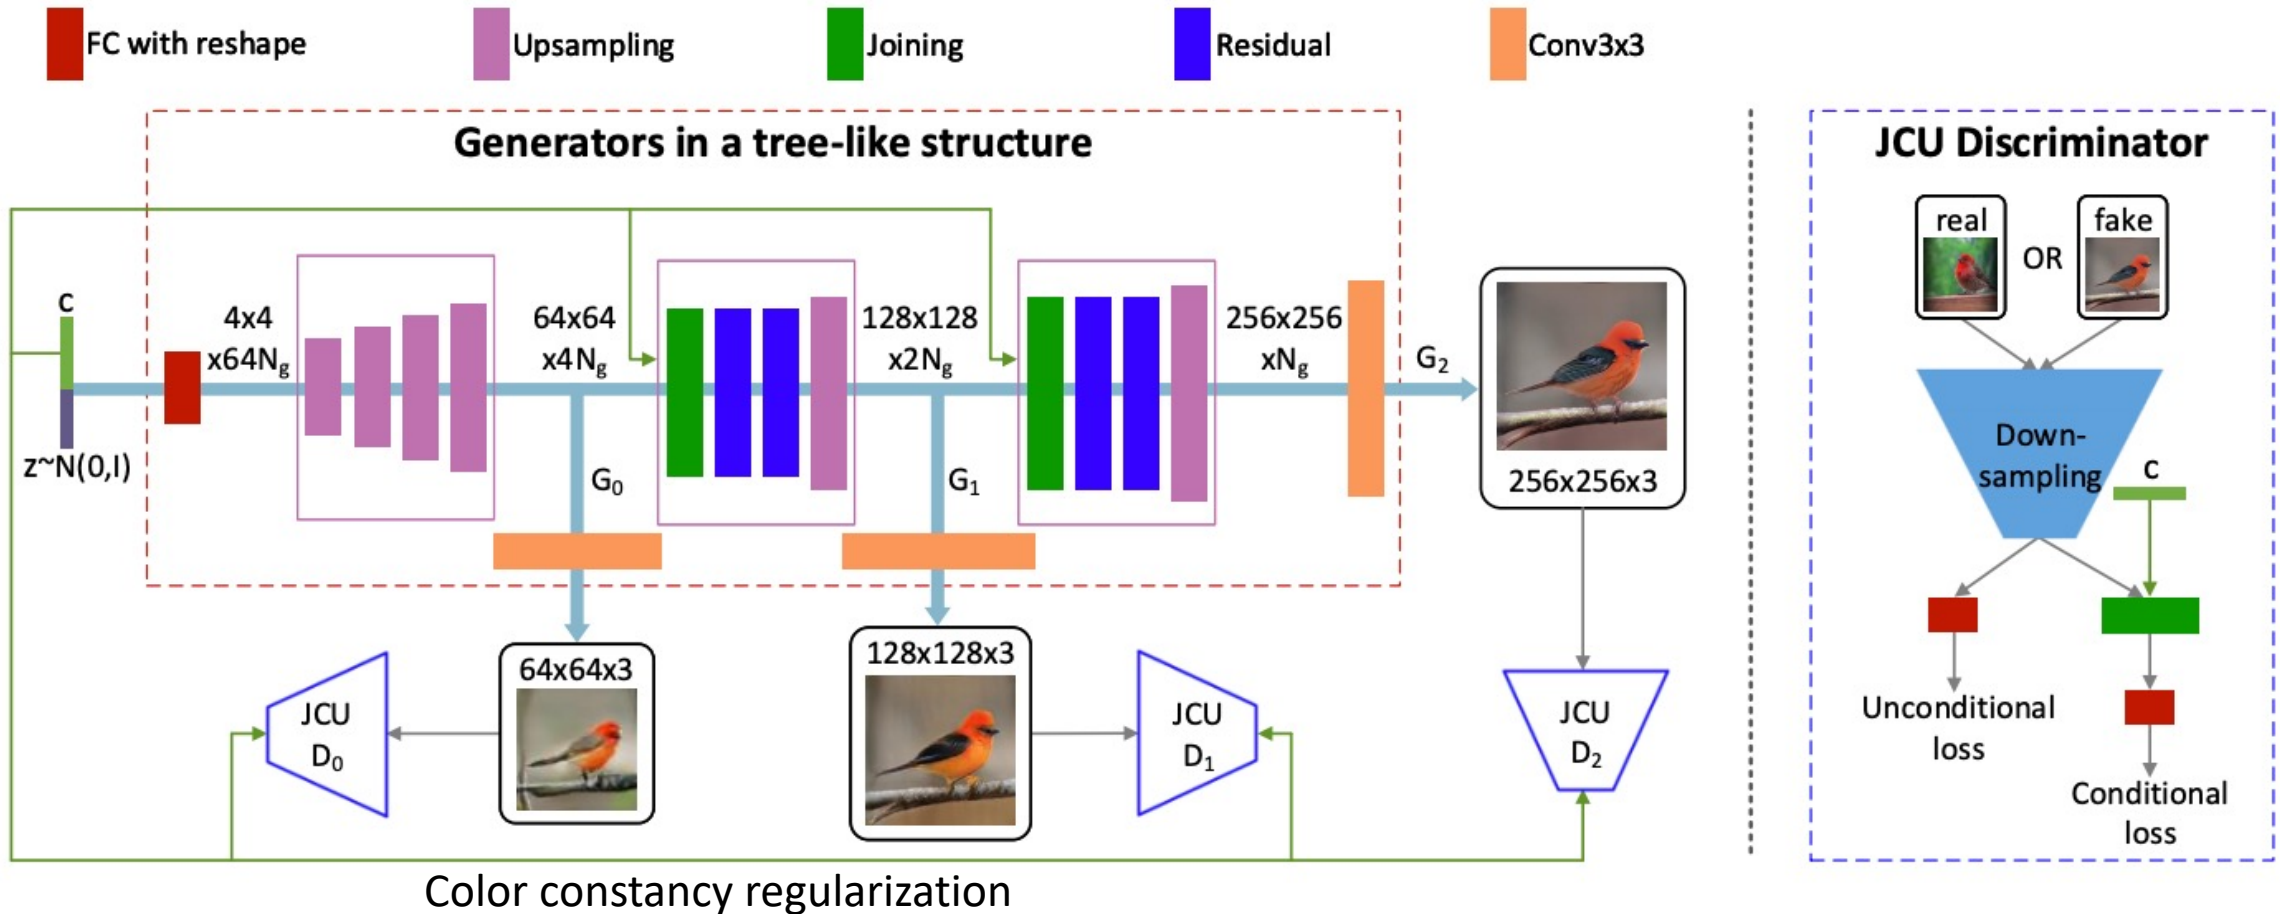 FC with reshape
Upsampling
Joining
Residual
Conv3x3
Generators in a tree-like structure
c
z~N(0,I)
4x4
x64Ng
64x64
x4Ng
128x128
x2Ng
256x256
xNg
G0
G1
G2
256x256x3
64x64x3
128x128x3
JCU
D0
JCU
D1
JCU
D2
Color constancy regularization
JCU Discriminator
real
OR
fake
Down-
sampling
c
Unconditional
loss
Conditional
loss